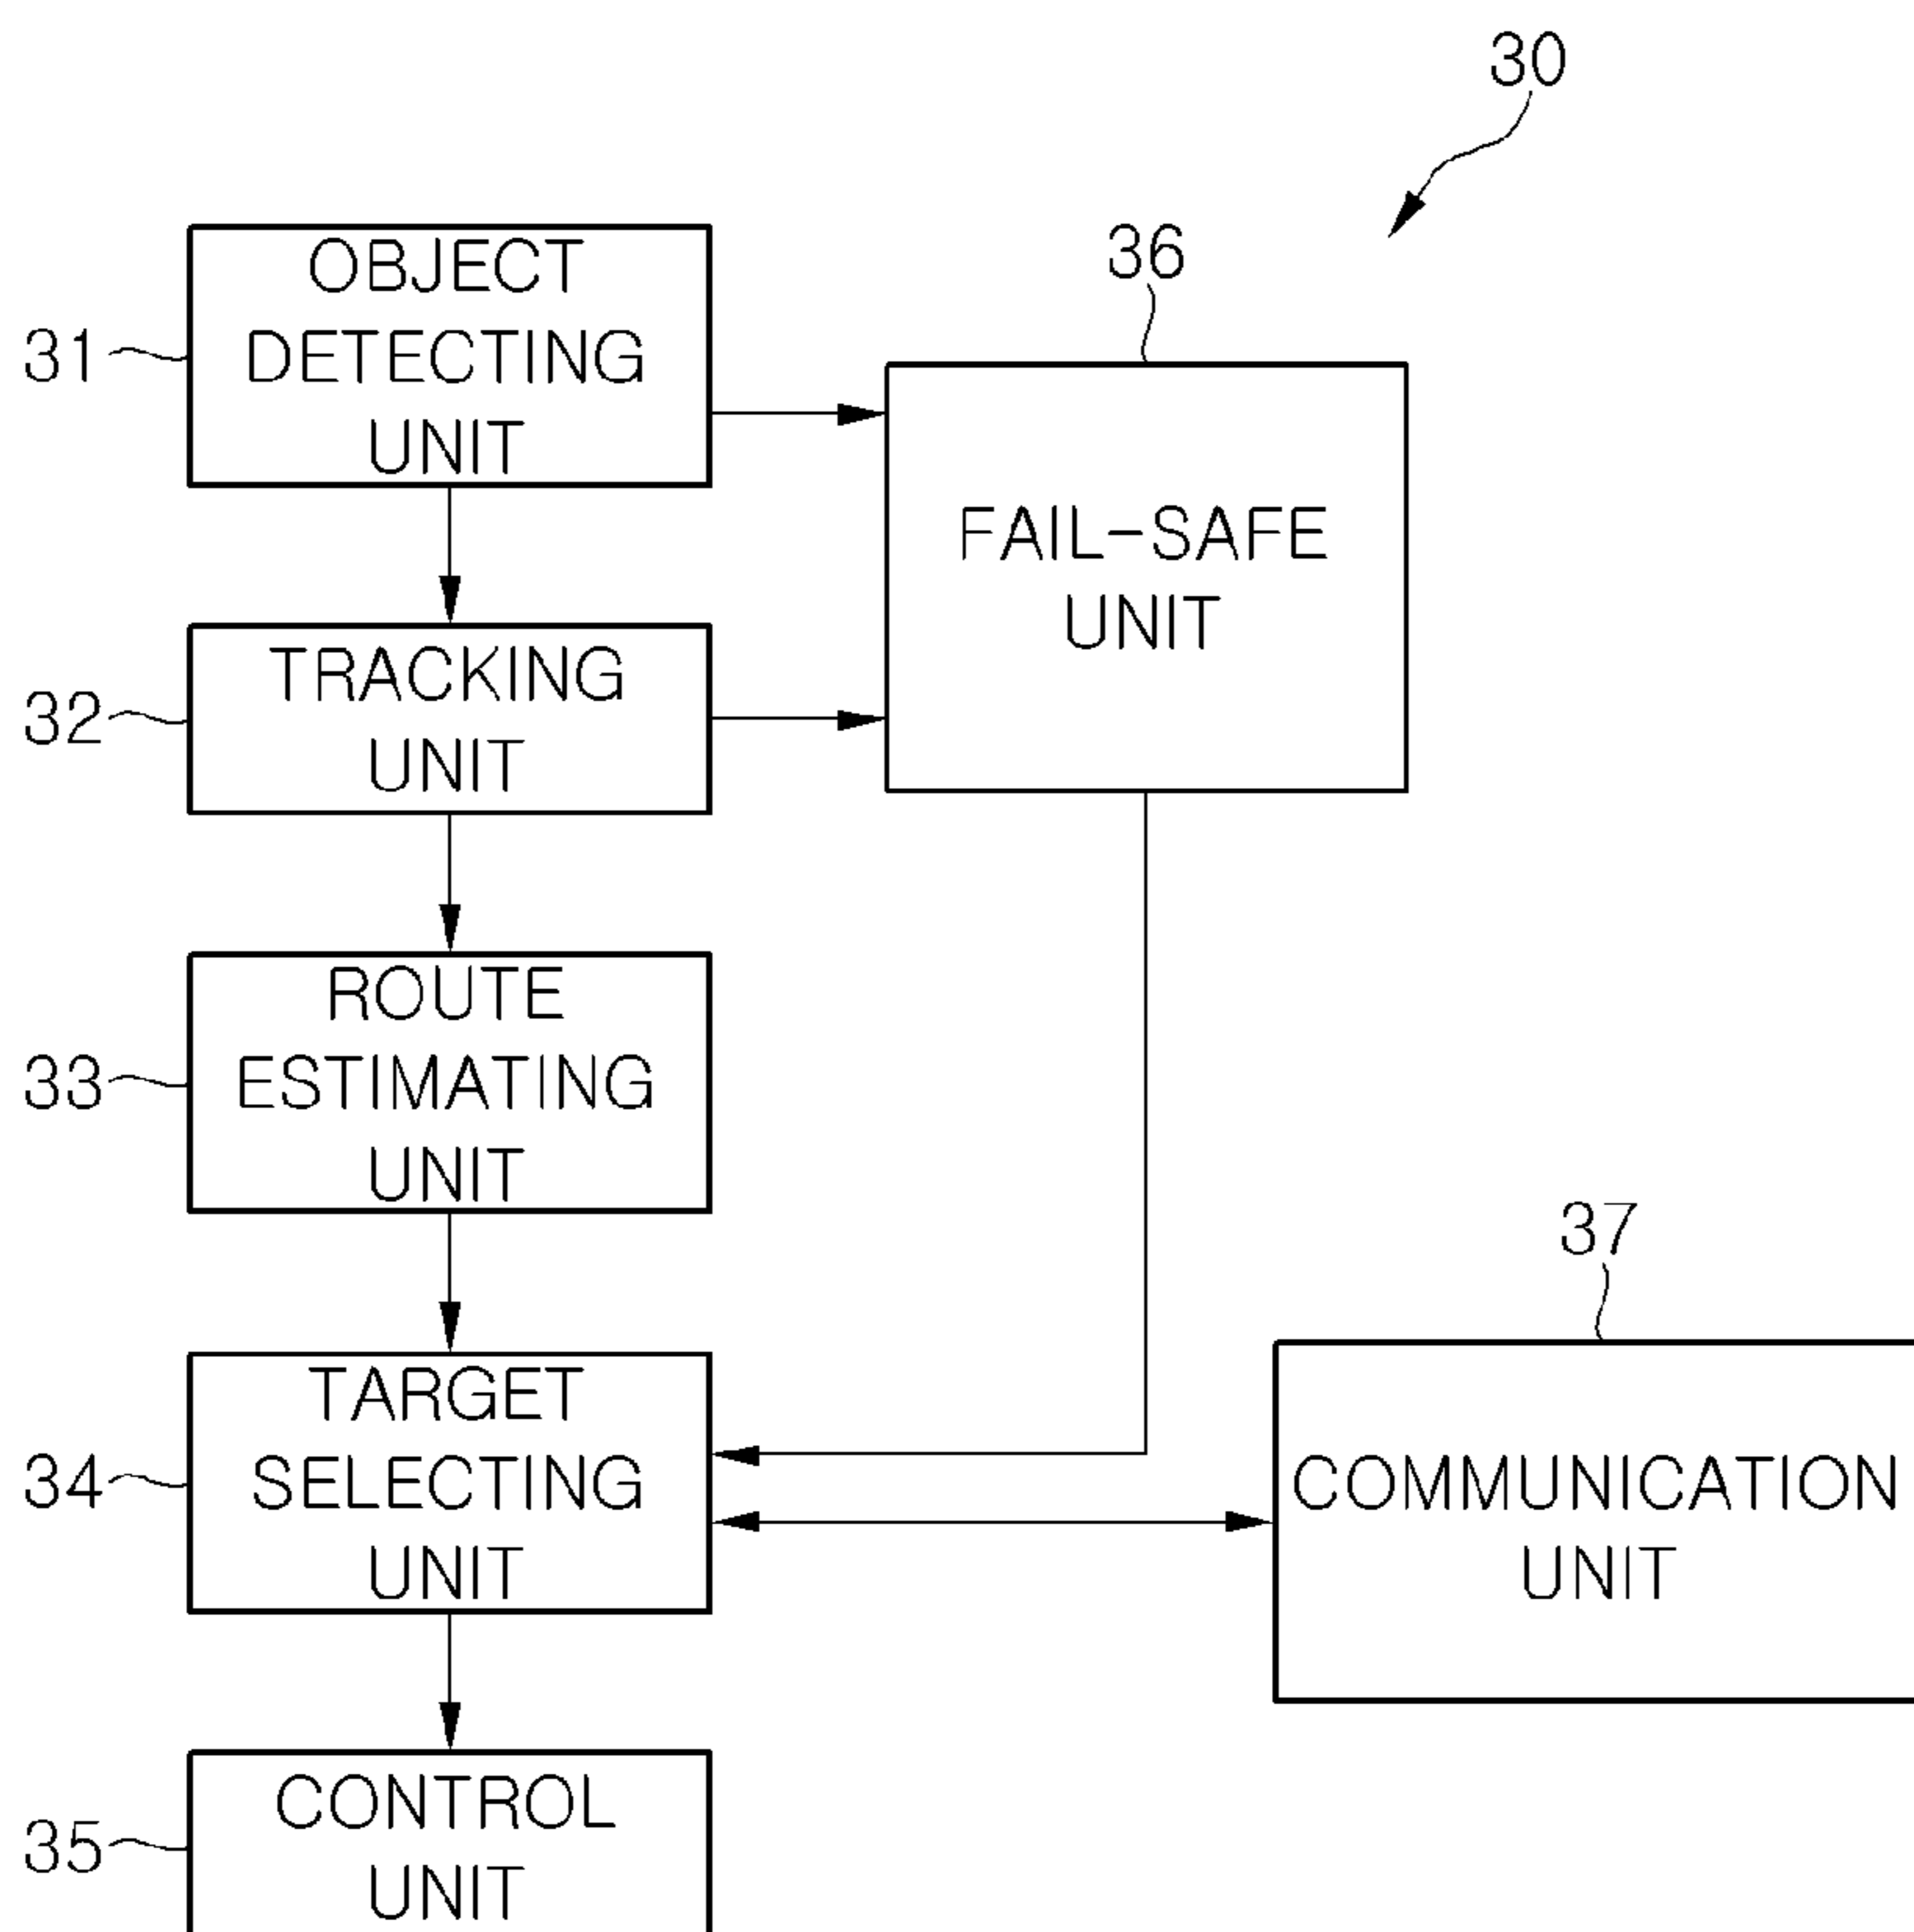 30
31
OBJECT
DETECTING
UNIT
36
FAIL-SAFE
UNIT
32
TRACKING
UNIT
33
ROUTE
ESTIMATING
UNIT
34
TARGET
SELECTING
UNIT
37
COMMUNICATION
UNIT
35
CONTROL
UNIT